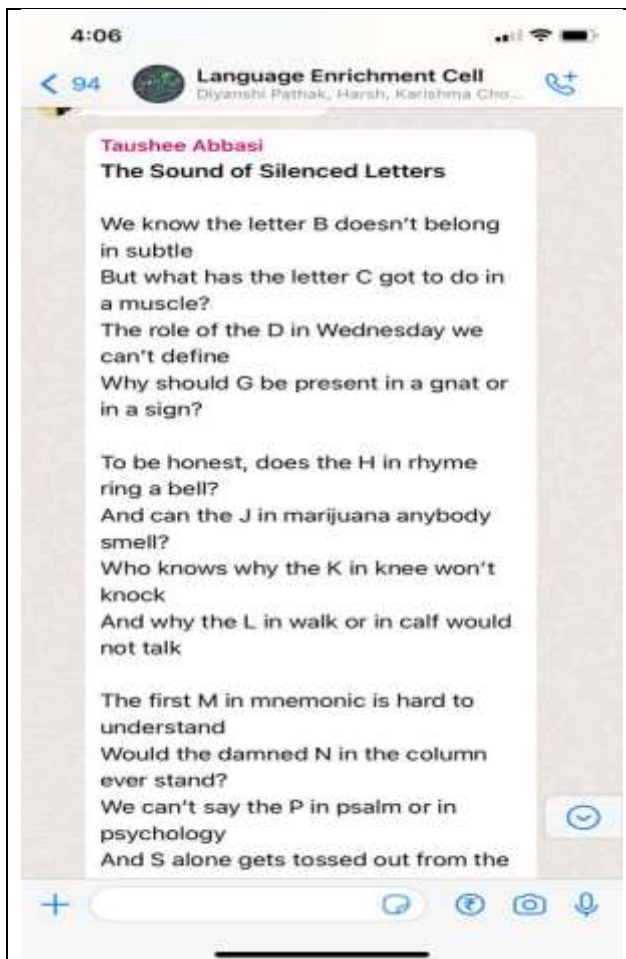 4:06
94
Language Enrichment Cell
Diyanshi Pathak, Harsh, Karishma Cho...
Taushee Abbasi
The Sound of Silenced Letters
We know the letter B doesn't belong
in subtle
But what has the letter C got to do in
a muscle?
The role of the D in Wednesday we
can't define
Why should G be present in a gnat or
in a sign?
To be honest, does the H in rhyme
ring a bell?
And can the J in marijuana anybody
smell?
Who knows why the K in knee won't
knock
And why the L in walk or in calf would
not talk
The first M in mnemonic is hard to
understand
Would the damned N in the column
ever stand?
We can't say the P in psalm or in
psychology
And S alone gets tossed out from the